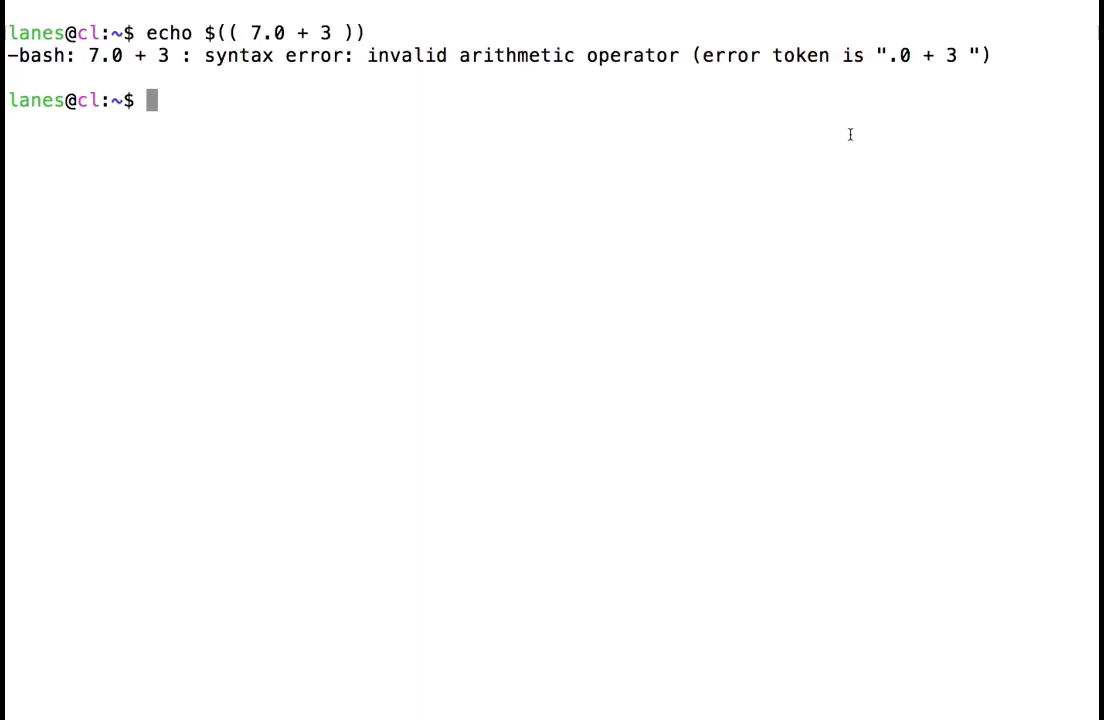 lanes@cl:~$ echo $(( 7.0 + 3 ))
-bash: 7.0 + 3 : syntax error: invalid arithmetic operator (error token is ".0 + 3 ")
lanes@cl:~$